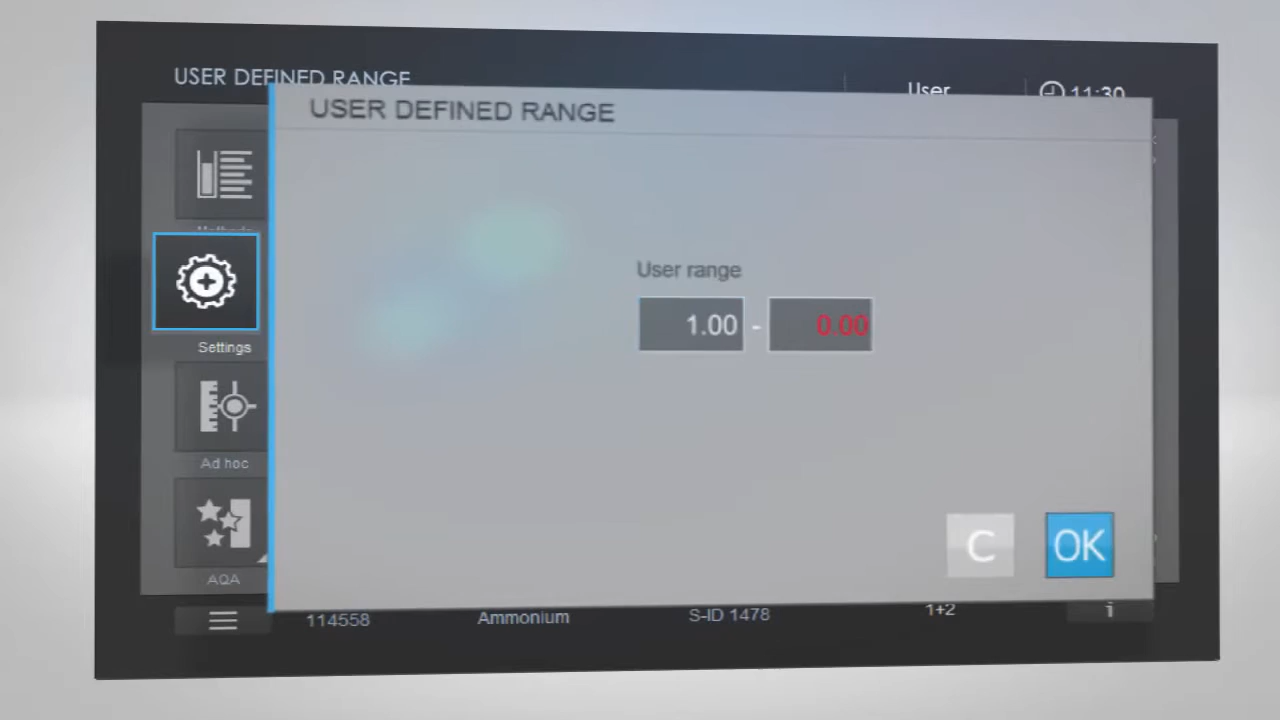 USER DEFINED RANGE
User
11:30
USER DEFINED RANGE
User range
1.00 - 0.00
Methods
Settings
Ad hoc
AQA
C
OK
114558
Ammonium
S-ID 1478
1+2
i